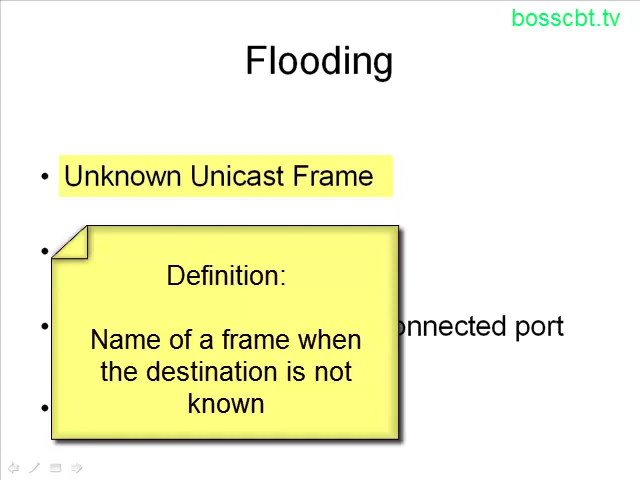 bosscbt.tv
Flooding
• Unknown Unicast Frame
•
• onnected port
•
Definition:
Name of a frame when
the destination is not
known